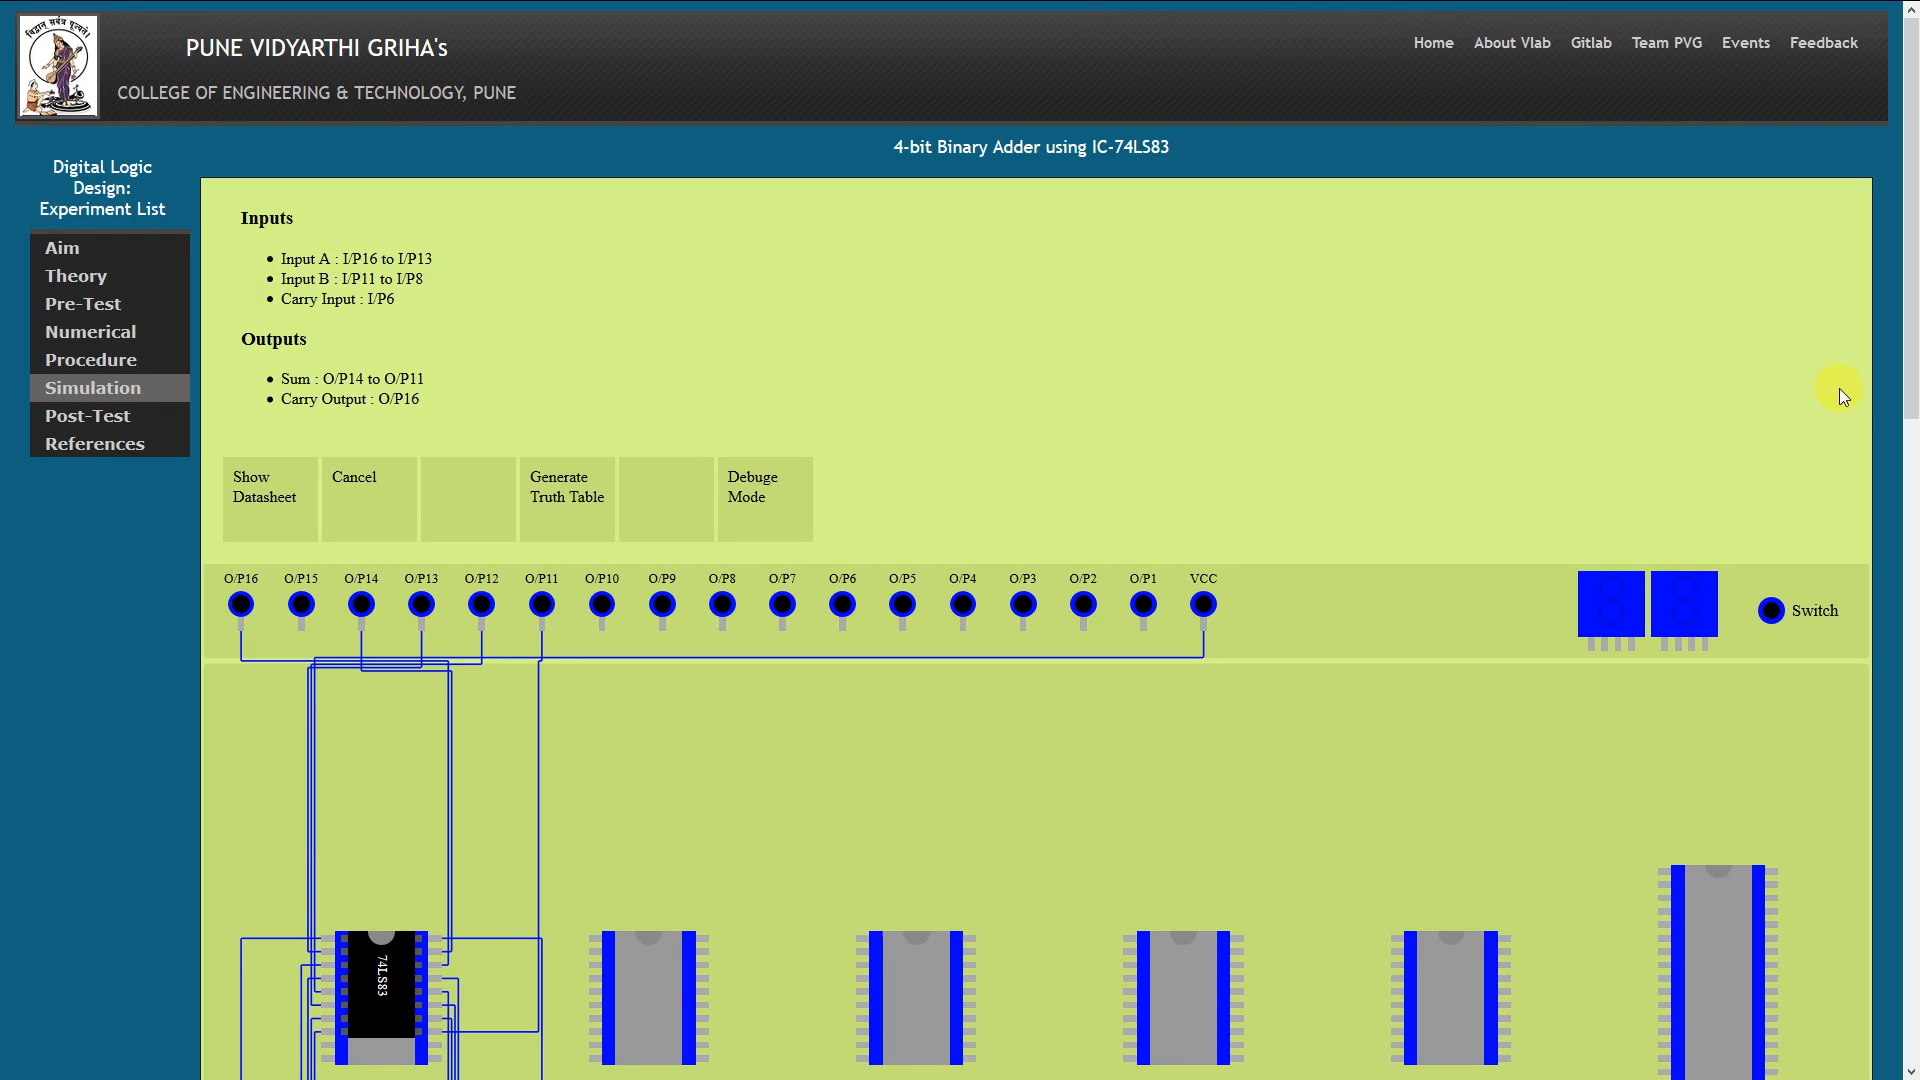 विद्वान् सर्वत्र पूज्यते।
PUNE VIDYARTHI GRIHA's
COLLEGE OF ENGINEERING & TECHNOLOGY, PUNE
Home About Vlab Gitlab Team PVG Events Feedback
4-bit Binary Adder using IC-74LS83
Digital Logic
Design:
Experiment List
Aim
Theory
Pre-Test
Numerical
Procedure
Simulation
Post-Test
References
Inputs
Input A : I/P16 to I/P13
Input B : I/P11 to I/P8
Carry Input : I/P6
Outputs
Sum : O/P14 to O/P11
Carry Output : O/P16
Show
Datasheet
Cancel
Generate
Truth Table
Debuge
Mode
O/P16 O/P15 O/P14 O/P13 O/P12 O/P11 O/P10 O/P9 O/P8 O/P7 O/P6 O/P5 O/P4 O/P3 O/P2 O/P1 VCC
Switch
74LS83